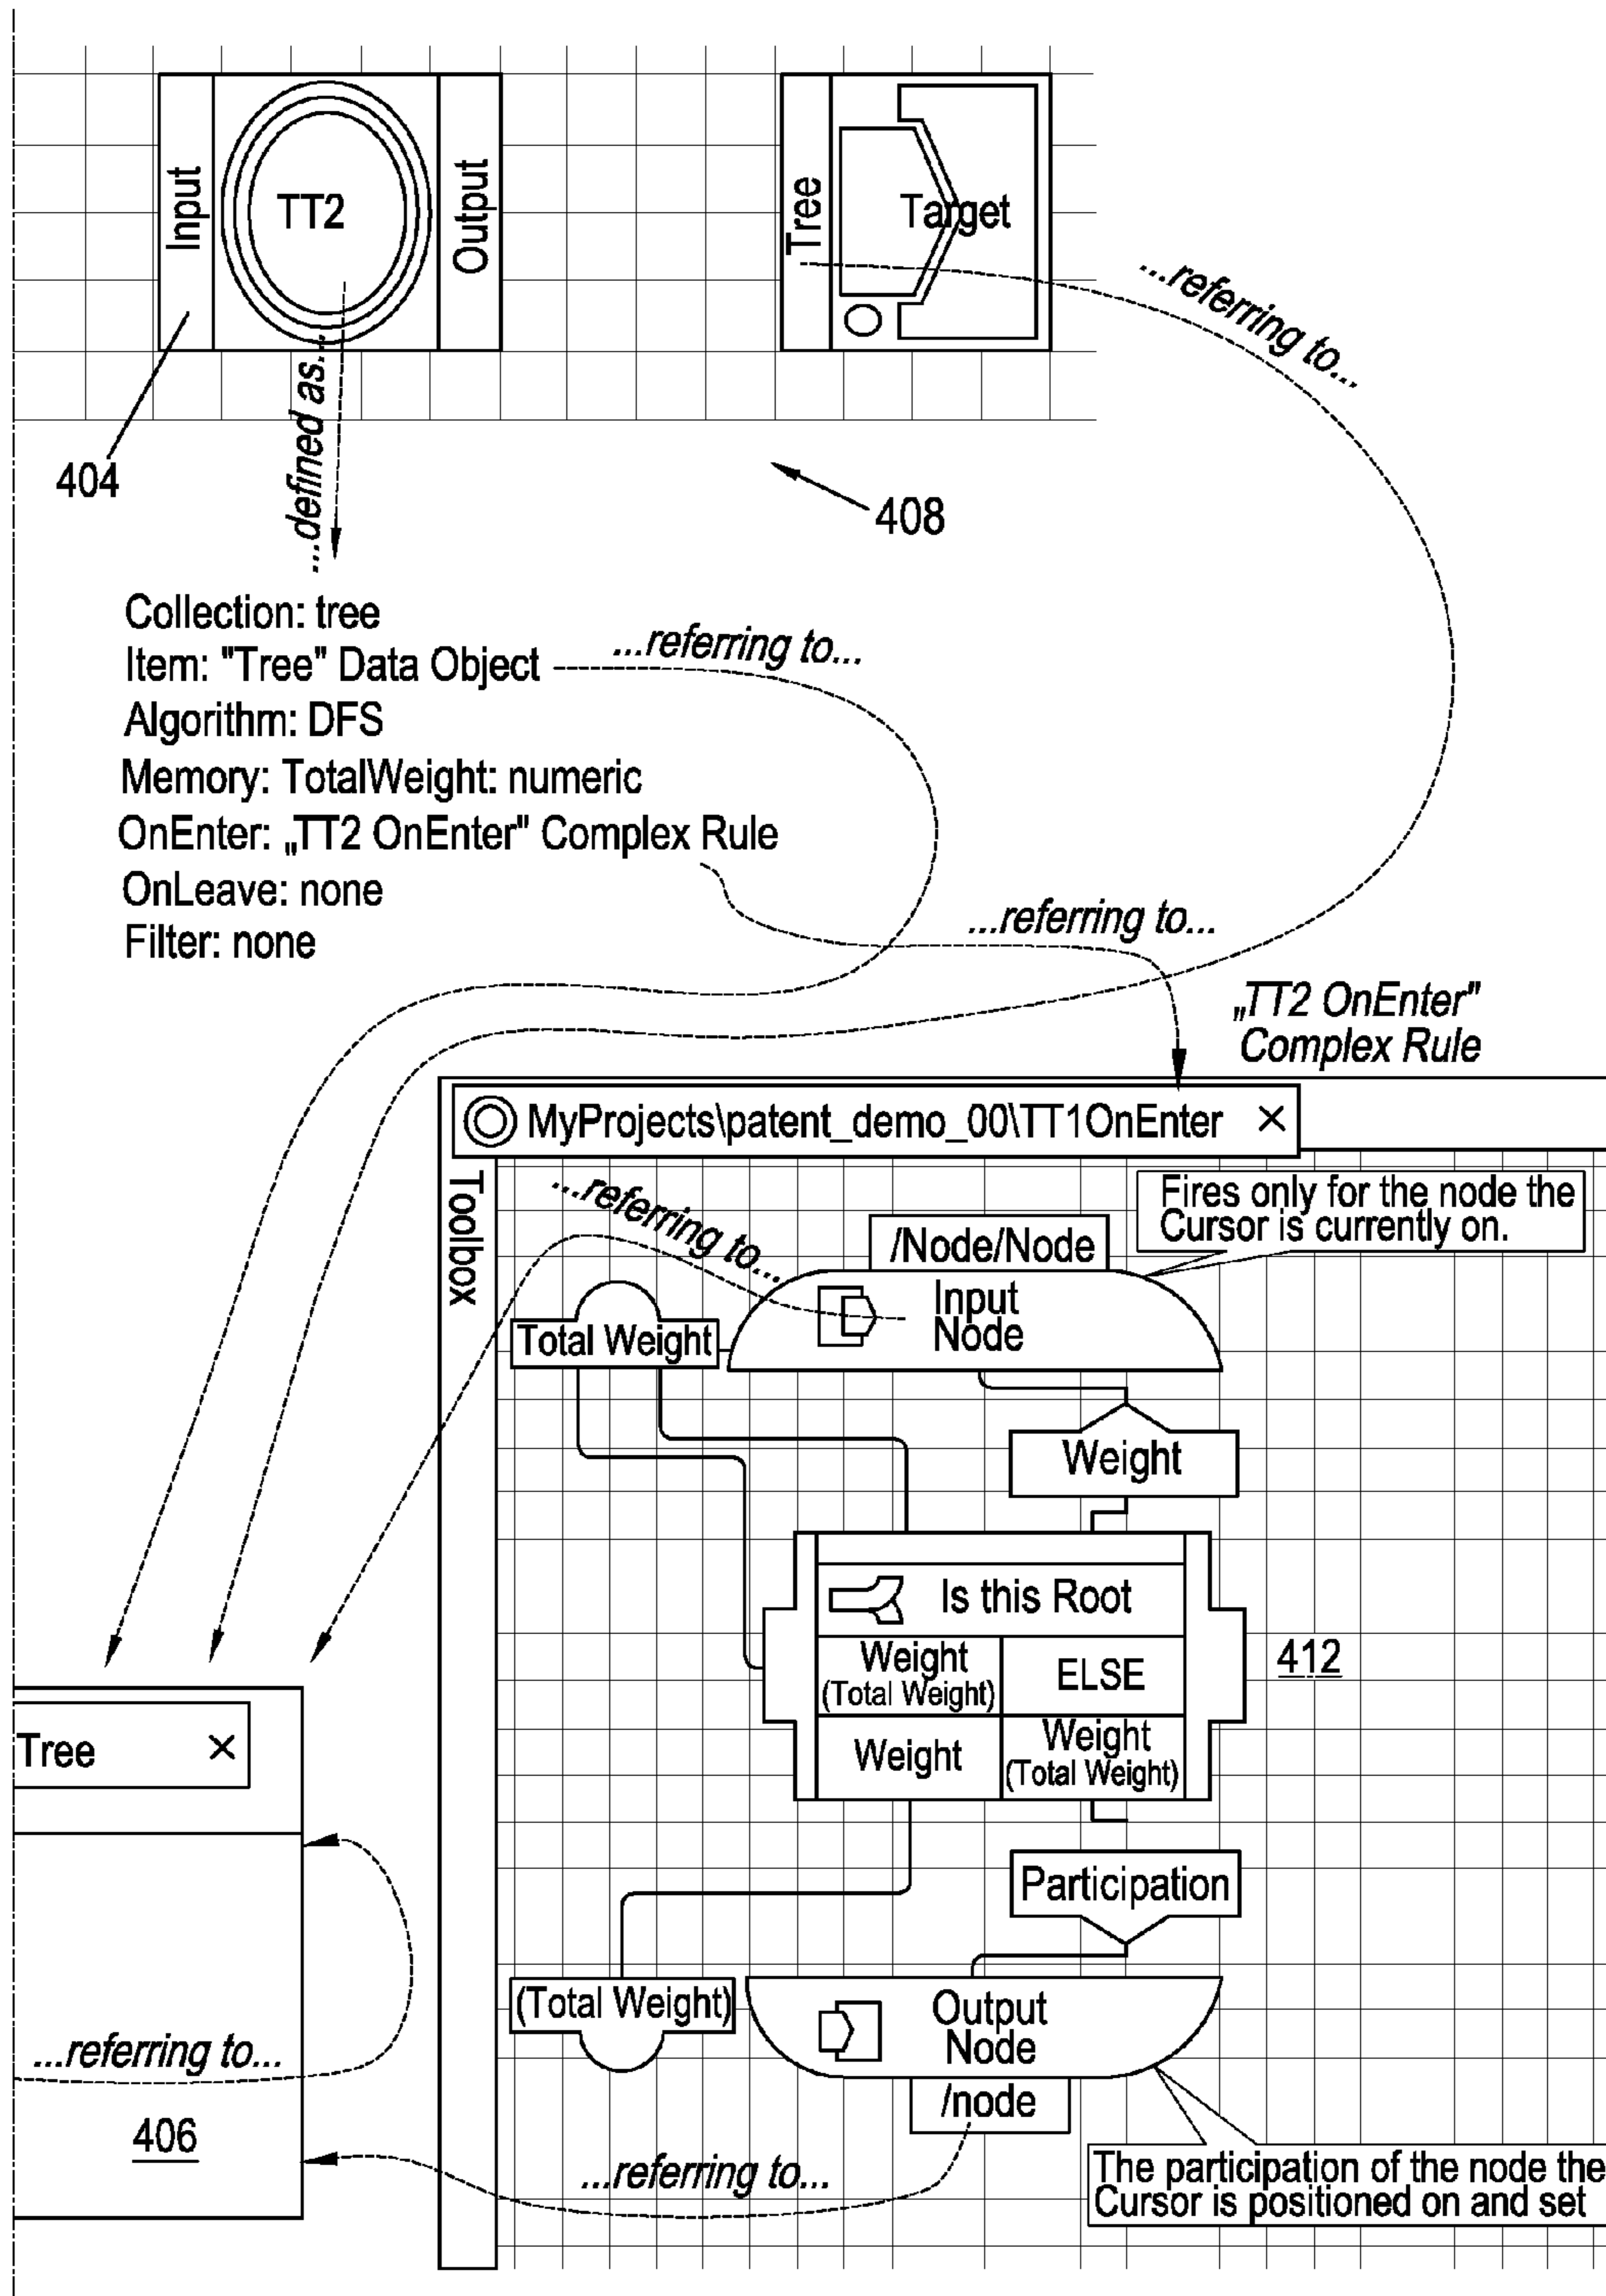 Input
TT2
Output
Tree
Target
...referring to...
404
...defined as...
408
Collection: tree
Item: "Tree" Data Object
...referring to...
Algorithm: DFS
Memory: TotalWeight: numeric
OnEnter: „TT2 OnEnter" Complex Rule
OnLeave: none
Filter: none
...referring to...
„TT2 OnEnter"
Complex Rule
MyProjects\patent_demo_00\TT1OnEnter ×
Toolbox
...referring to...
Fires only for the node the
Cursor is currently on.
/Node/Node
Input
Node
Total Weight
Weight
Is this Root
Weight
(Total Weight)
ELSE
412
Weight
Weight
(Total Weight)
Tree ×
Participation
(Total Weight)
Output
Node
...referring to...
/node
406
...referring to...
The participation of the node the
Cursor is positioned on and set